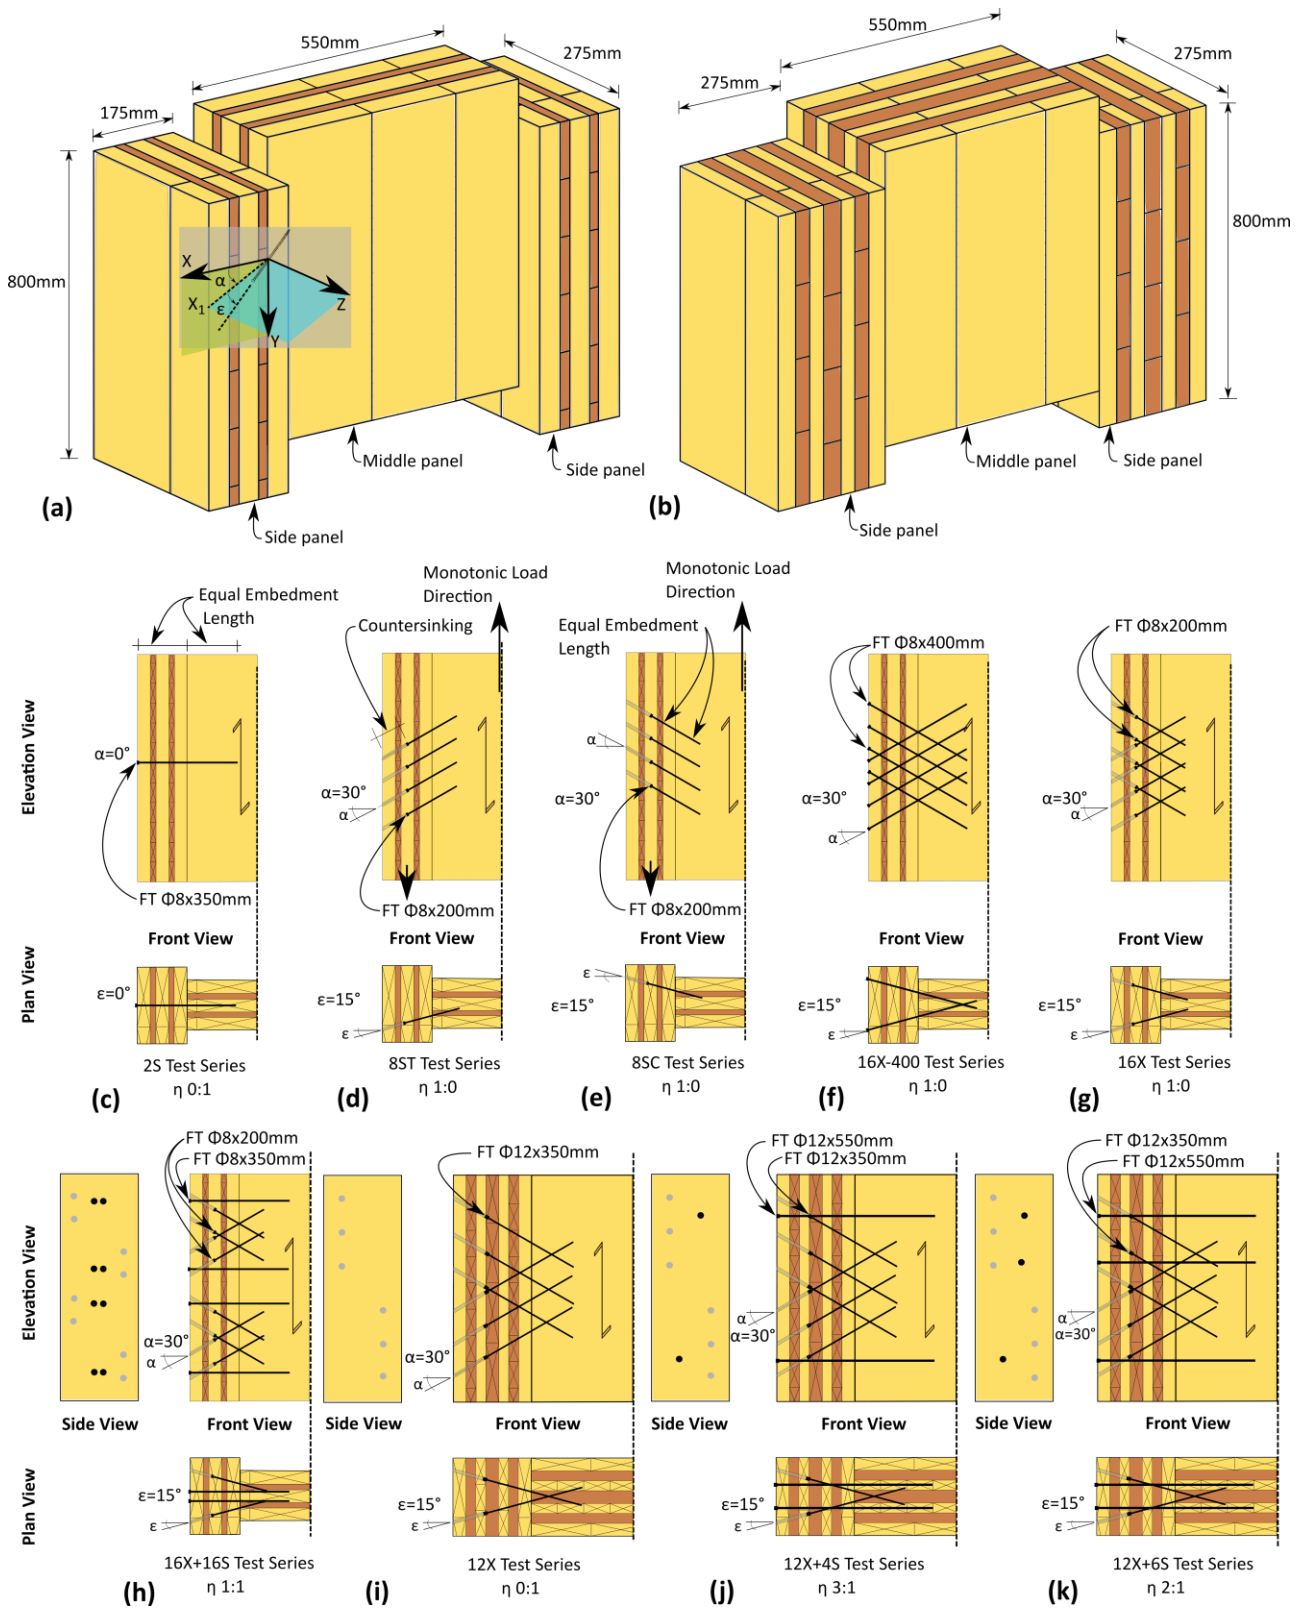 550mm
275mm
175mm
800mm
X
α
X1
ε
Y
Z
Middle panel
Side panel
Side panel
(a)
550mm
275mm
275mm
800mm
Middle panel
Side panel
Side panel
(b)
Elevation View
Plan View
Equal Embedment
Length
α=0°
FT Φ8x350mm
Front View
ε=0°
2S Test Series
η 0:1
(c)
Monotonic Load
Direction
Countersinking
α=30°
α
FT Φ8x200mm
Front View
ε=15°
ε
8ST Test Series
η 1:0
(d)
Monotonic Load
Direction
Equal Embedment
Length
α
α=30°
FT Φ8x200mm
Front View
ε
ε=15°
8SC Test Series
η 1:0
(e)
FT Φ8x400mm
α=30°
α
Front View
ε=15°
ε
16X-400 Test Series
η 1:0
(f)
FT Φ8x200mm
α=30°
α
Front View
ε=15°
ε
16X Test Series
η 1:0
(g)
Elevation View
Plan View
FT Φ8x200mm
FT Φ8x350mm
α=30°
α
Side View
Front View
ε=15°
ε
16X+16S Test Series
η 1:1
(h)
FT Φ12x350mm
α=30°
α
Side View
Front View
ε=15°
ε
12X Test Series
η 0:1
(i)
FT Φ12x550mm
FT Φ12x350mm
α
α=30°
Side View
Front View
ε=15°
ε
12X+4S Test Series
η 3:1
(j)
FT Φ12x350mm
FT Φ12x550mm
α
α=30°
Side View
Front View
ε=15°
ε
12X+6S Test Series
η 2:1
(k)